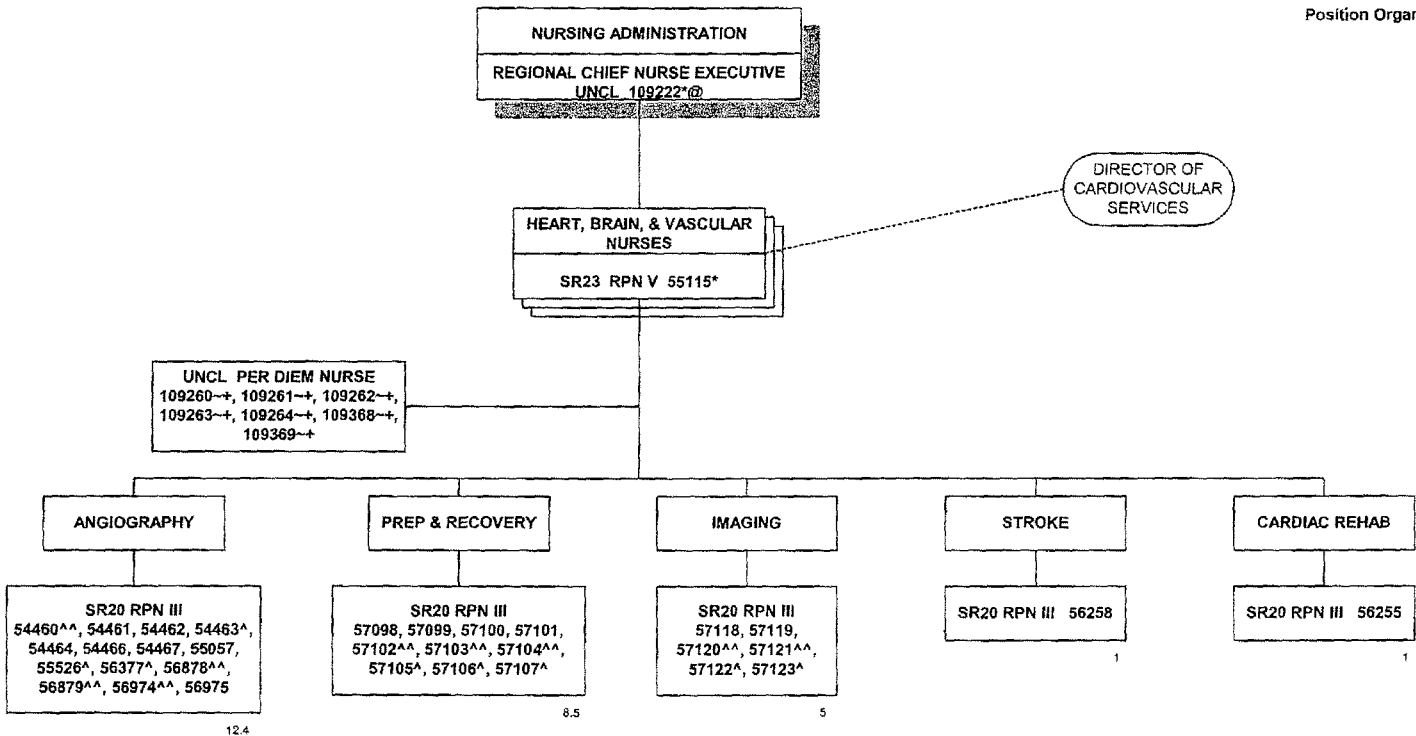 Position Organ
NURSING ADMINISTRATION
REGIONAL CHIEF NURSE EXECUTIVE
UNCL 109222*@
DIRECTOR OF
CARDIOVASCULAR
SERVICES
HEART, BRAIN, & VASCULAR
NURSES
SR23 RPN V 55115*
UNCL PER DIEM NURSE
109260~+, 109261~+, 109262~+,
109263~+, 109264~+, 109368~+,
109369~+
ANGIOGRAPHY
SR20 RPN III
54460^^, 54461, 54462, 54463^,
54464, 54466, 54467, 55057,
55526^, 56377^, 56878^^,
56879^^, 56974^^, 56975
12.4
PREP & RECOVERY
SR20 RPN III
57098, 57099, 57100, 57101,
57102^^, 57103^^, 57104^^,
57105^, 57106^, 57107^
8.5
IMAGING
SR20 RPN III
57118, 57119,
57120^^, 57121^^,
57122^, 57123^
5
STROKE
SR20 RPN III 56258
1
CARDIAC REHAB
SR20 RPN III 56255
1